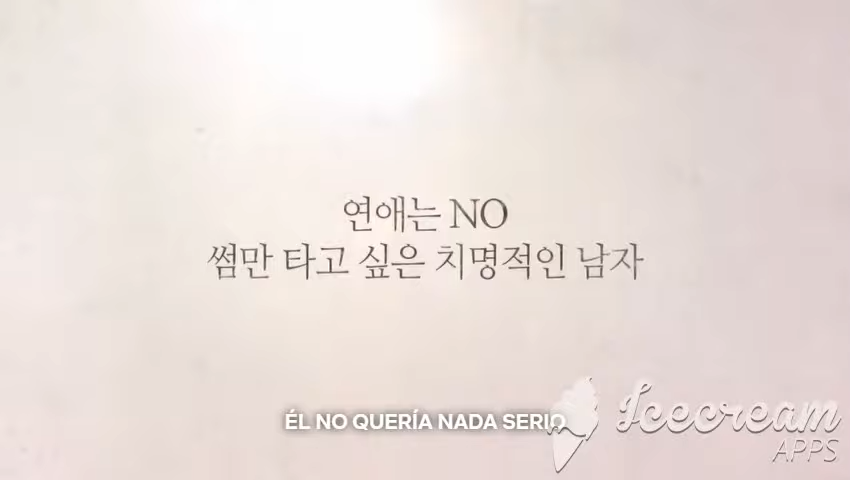 연애는 NO
썸만 타고 싶은 치명적인 남자
ÉL NO QUERÍA NADA SERIO
Icecream
APPS